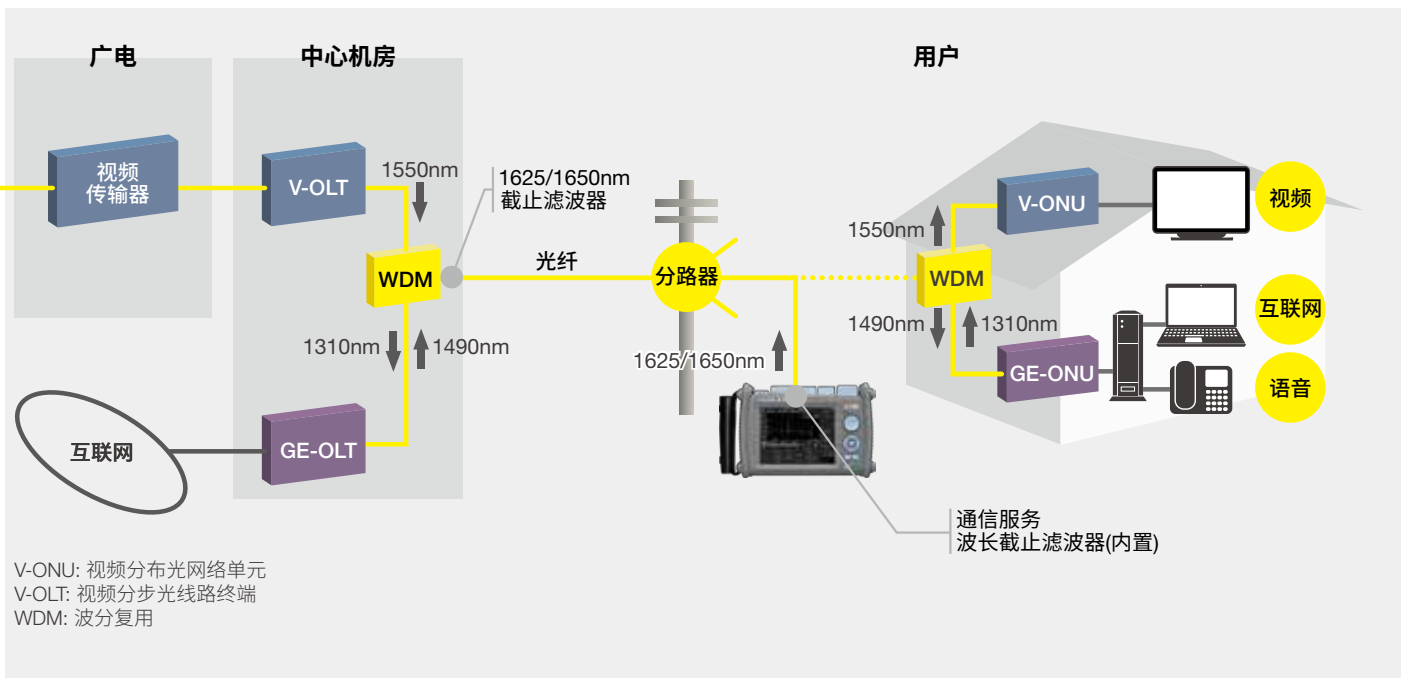 广电
中心机房
用户
视频
传输器
V-OLT
1550nm
1625/1650nm
截止滤波器
V-ONU
视频
1550nm
光纤
分路器
WDM
WDM
互联网
1310nm
1490nm
1490nm
1310nm
1625/1650nm
GE-ONU
语音
互联网
GE-OLT
通信服务
波长截止滤波器(内置)
V-ONU: 视频分布光网络单元
V-OLT: 视频分步光线路终端
WDM: 波分复用